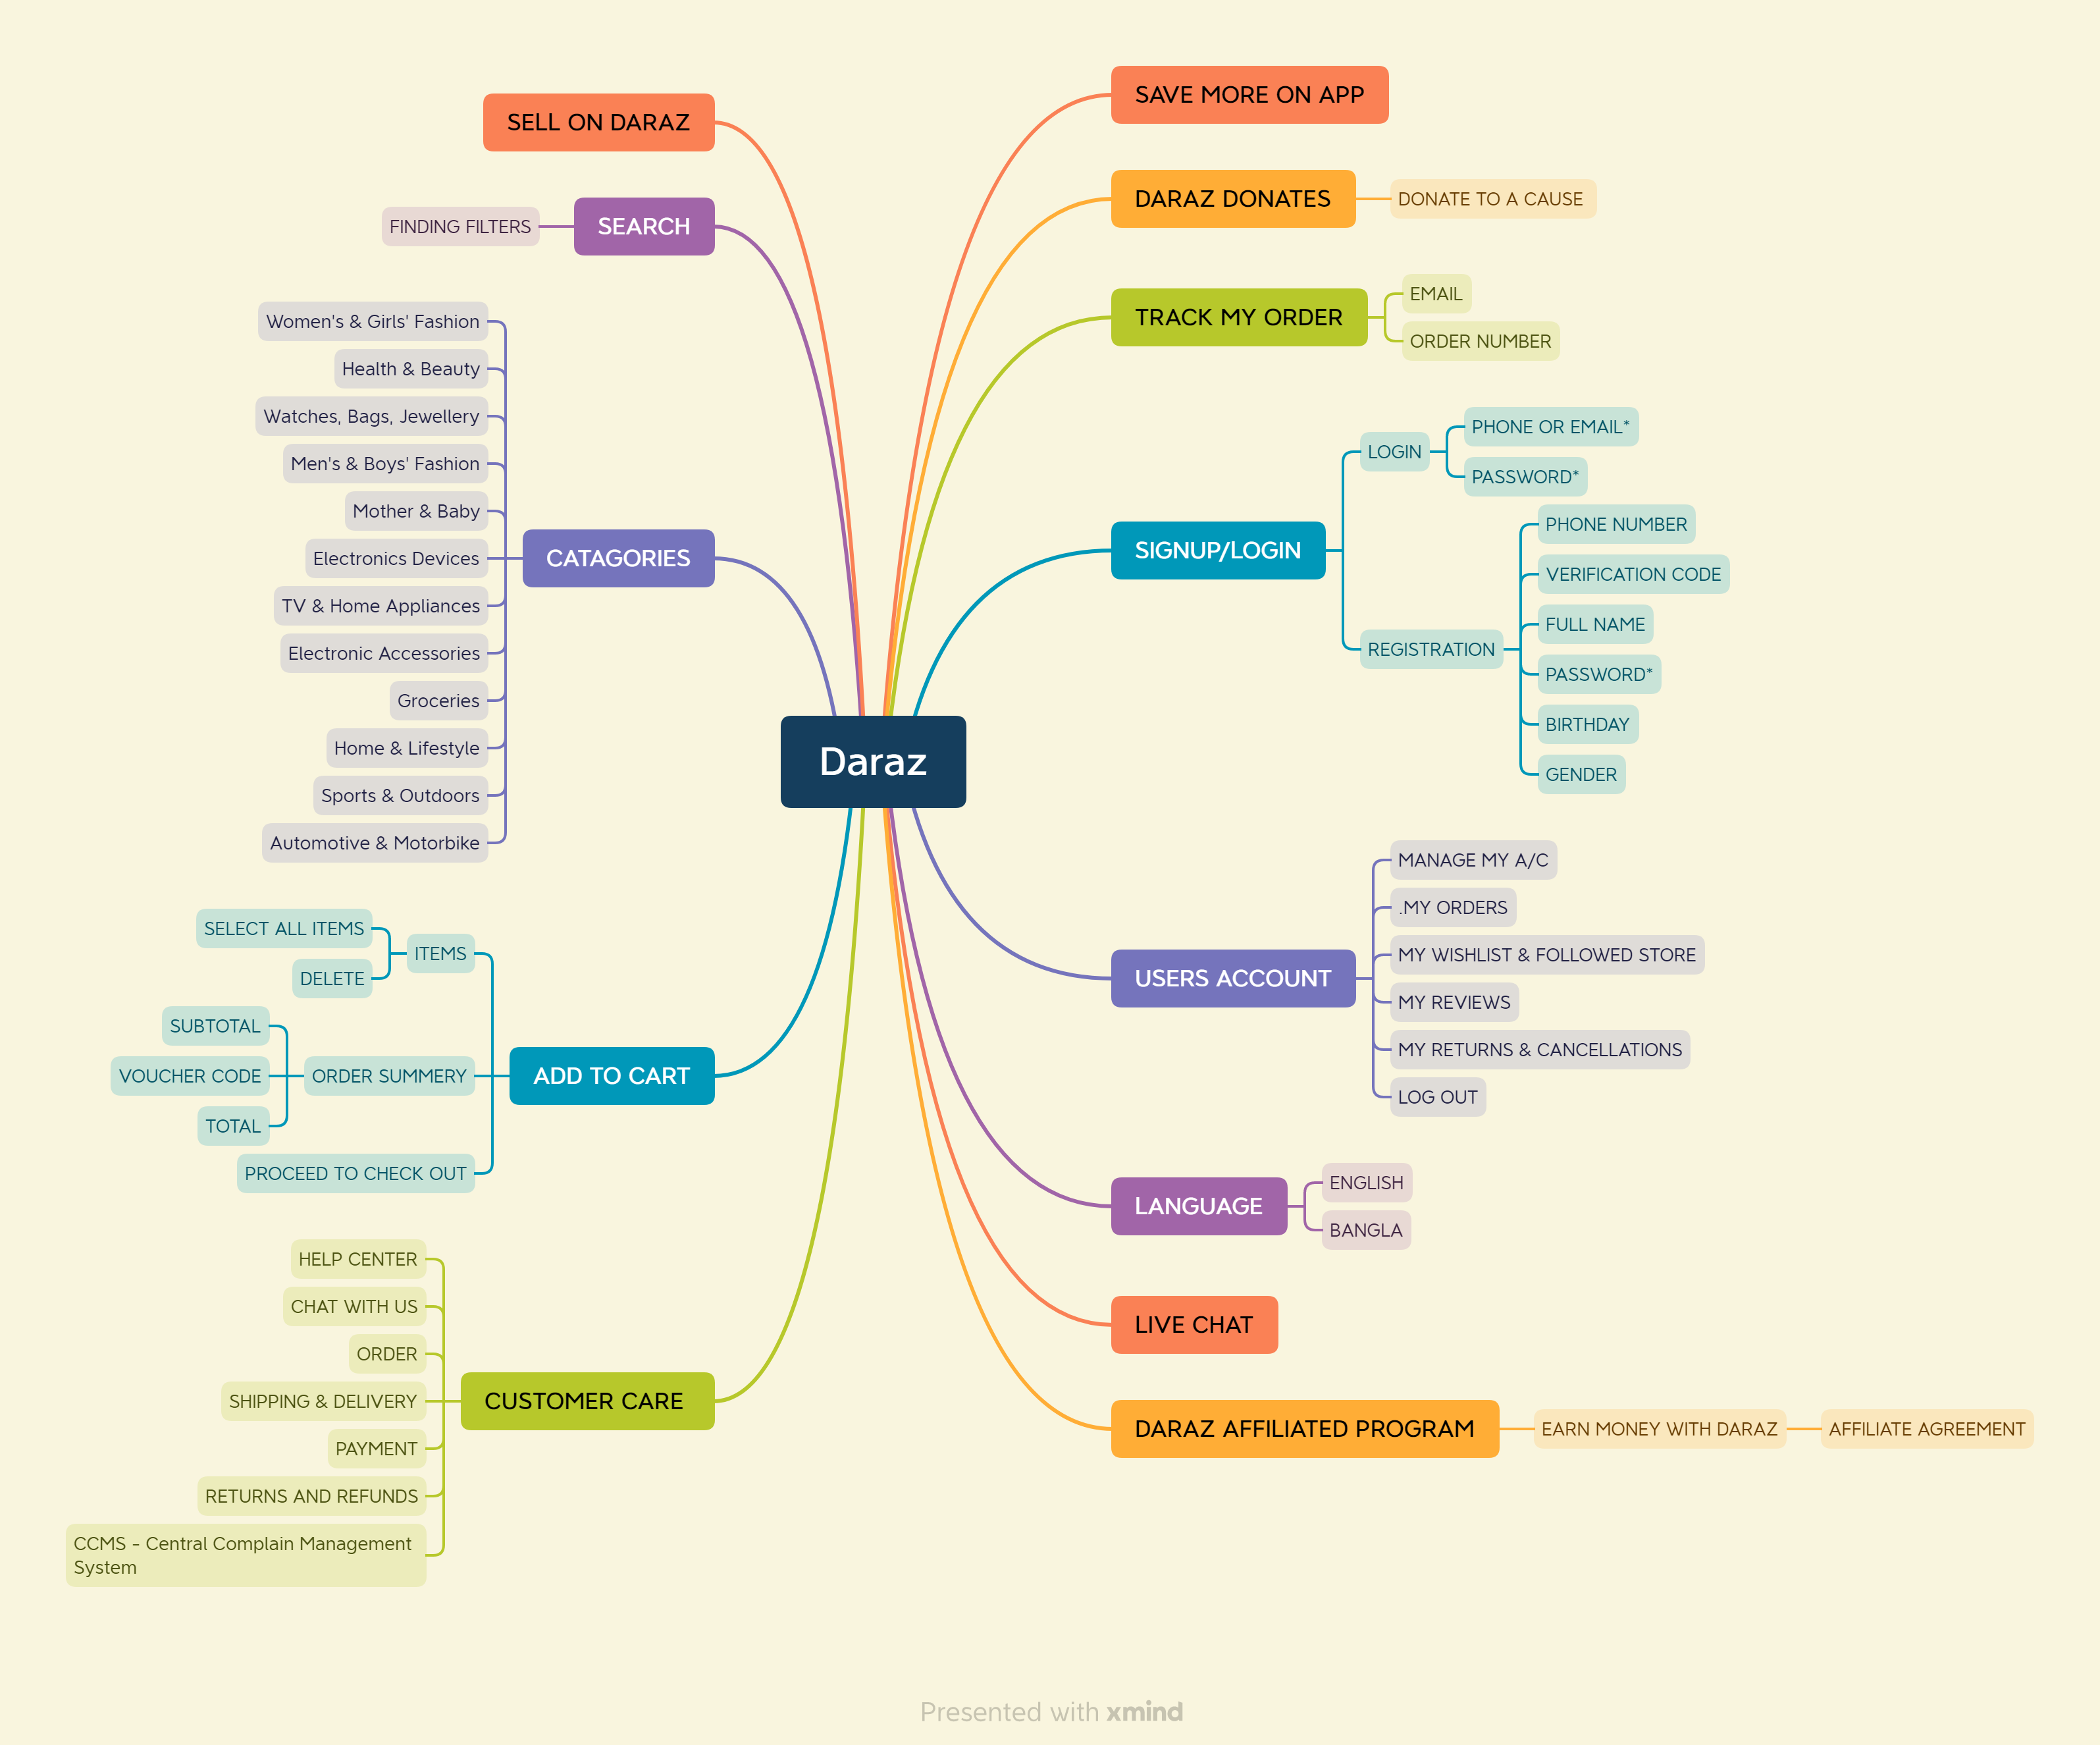 Daraz
SAVE MORE ON APP
DARAZ DONATES
DONATE TO A CAUSE
TRACK MY ORDER
EMAIL
ORDER NUMBER
SIGNUP/LOGIN
LOGIN
PHONE OR EMAIL*
PASSWORD*
REGISTRATION
PHONE NUMBER
VERIFICATION CODE
FULL NAME
PASSWORD*
BIRTHDAY
GENDER
USERS ACCOUNT
MANAGE MY A/C
.MY ORDERS
MY WISHLIST & FOLLOWED STORE
MY REVIEWS
MY RETURNS & CANCELLATIONS
LOG OUT
LANGUAGE
ENGLISH
BANGLA
LIVE CHAT
DARAZ AFFILIATED PROGRAM
EARN MONEY WITH DARAZ
AFFILIATE AGREEMENT
SELL ON DARAZ
SEARCH
FINDING FILTERS
CATAGORIES
Women's & Girls' Fashion
Health & Beauty
Watches, Bags, Jewellery
Men's & Boys' Fashion
Mother & Baby
Electronics Devices
TV & Home Appliances
Electronic Accessories
Groceries
Home & Lifestyle
Sports & Outdoors
Automotive & Motorbike
ADD TO CART
ITEMS
SELECT ALL ITEMS
DELETE
ORDER SUMMERY
SUBTOTAL
VOUCHER CODE
TOTAL
PROCEED TO CHECK OUT
CUSTOMER CARE
HELP CENTER
CHAT WITH US
ORDER
SHIPPING & DELIVERY
PAYMENT
RETURNS AND REFUNDS
CCMS - Central Complain Management
System
Presented with xmind